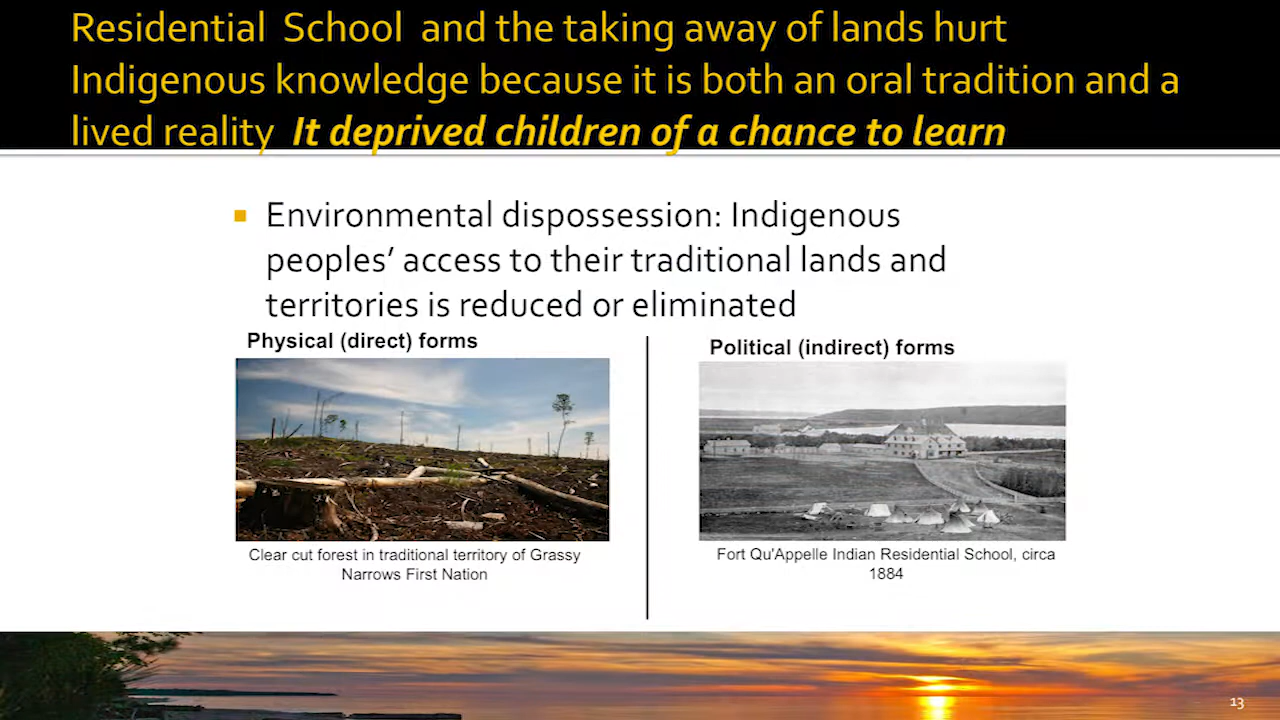 Residential School and the taking away of lands hurt
Indigenous knowledge because it is both an oral tradition and a
lived reality It deprived children of a chance to learn
Environmental dispossession: Indigenous
peoples’ access to their traditional lands and
territories is reduced or eliminated
Physical (direct) forms
Clear cut forest in traditional territory of Grassy
Narrows First Nation
Political (indirect) forms
Fort Qu'Appelle Indian Residential School, circa
1884
13